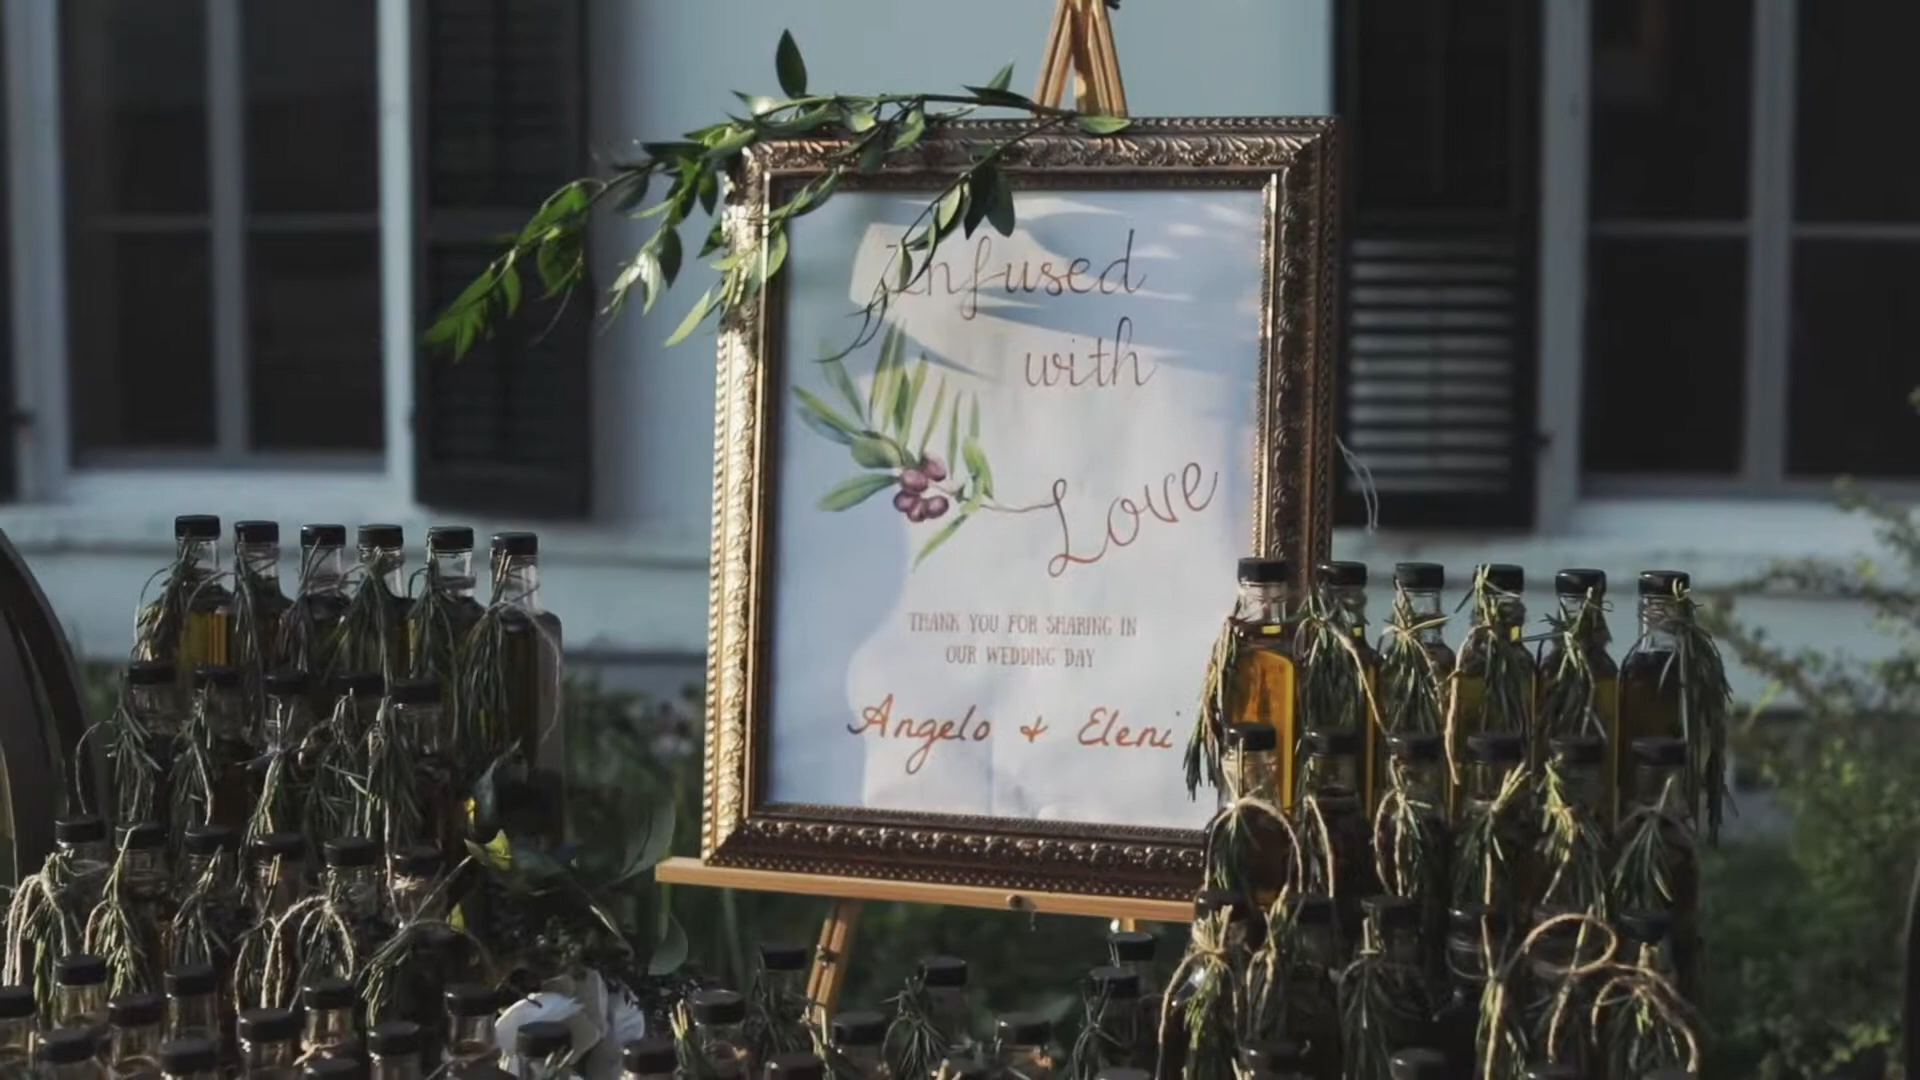 Infused
with
Love
THANK YOU FOR SHARING IN
OUR WEDDING DAY
Angelo & Eleni